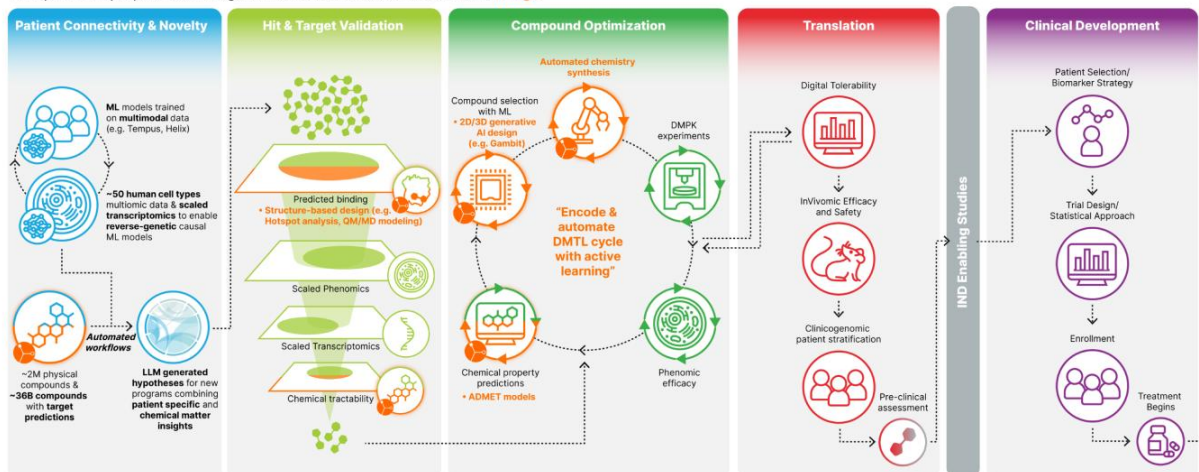 Patient Connectivity & Novelty
ML models trained
on multimodal data
(e.g. Tempus, Helix)
~50 human cell types
multiomic data & scaled
transcriptomics to enable
reverse-genetic causal
ML models
Automated
workflows
~2M physical
compounds &
~36B compounds
with target
predictions
LLM generated
hypotheses for new
programs combining
patient specific and
chemical matter
insights
Hit & Target Validation
Predicted binding
• Structure-based design (e.g.
Hotspot analysis, QM/MD modeling)
Scaled Phenomics
Scaled Transcriptomics
Chemical tractability
Compound Optimization
Automated chemistry
synthesis
Compound selection
with ML
• 2D/3D generative
AI design
(e.g. Gambit)
DMPK
experiments
"Encode &
automate
DMTL cycle
with active
learning"
Chemical property
predictions
• ADMET models
Phenomic
efficacy
Translation
Digital Tolerability
InVivomic Efficacy
and Safety
Clinicogenomic
patient stratification
Pre-clinical
assessment
IND Enabling Studies
Clinical Development
Patient Selection/
Biomarker Strategy
Trial Design/
Statistical Approach
Enrollment
Treatment
Begins